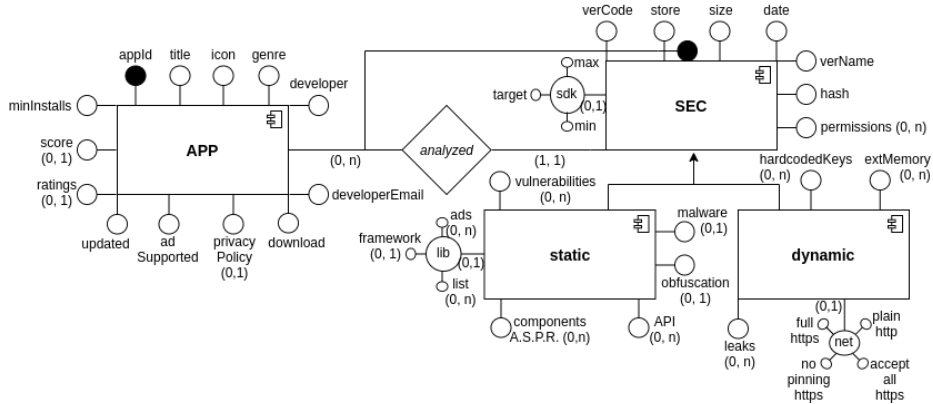 verCode
store
size
date
appId
title
icon
genre
developer
max
verName
minInstalls
target
sdk
(0,1)
SEC
hash
min
permissions (0, n)
score
(0, 1)
APP
(0, n)
analyzed
(1, 1)
ratings
(0, 1)
developerEmail
updated
ad
Supported
privacy
Policy
(0,1)
download
vulnerabilities
(0, n)
hardcodedKeys
(0, n)
extMemory
(0, n)
ads
(0, n)
malware
(0,1)
framework
(0, 1)
lib
(0,1)
static
dynamic
list
(0, n)
obfuscation
(0, 1)
components
A.S.P.R. (0,n)
API
(0, n)
leaks
(0, n)
(0,1)
full
https
plain
http
net
no
pinning
https
accept
all
https